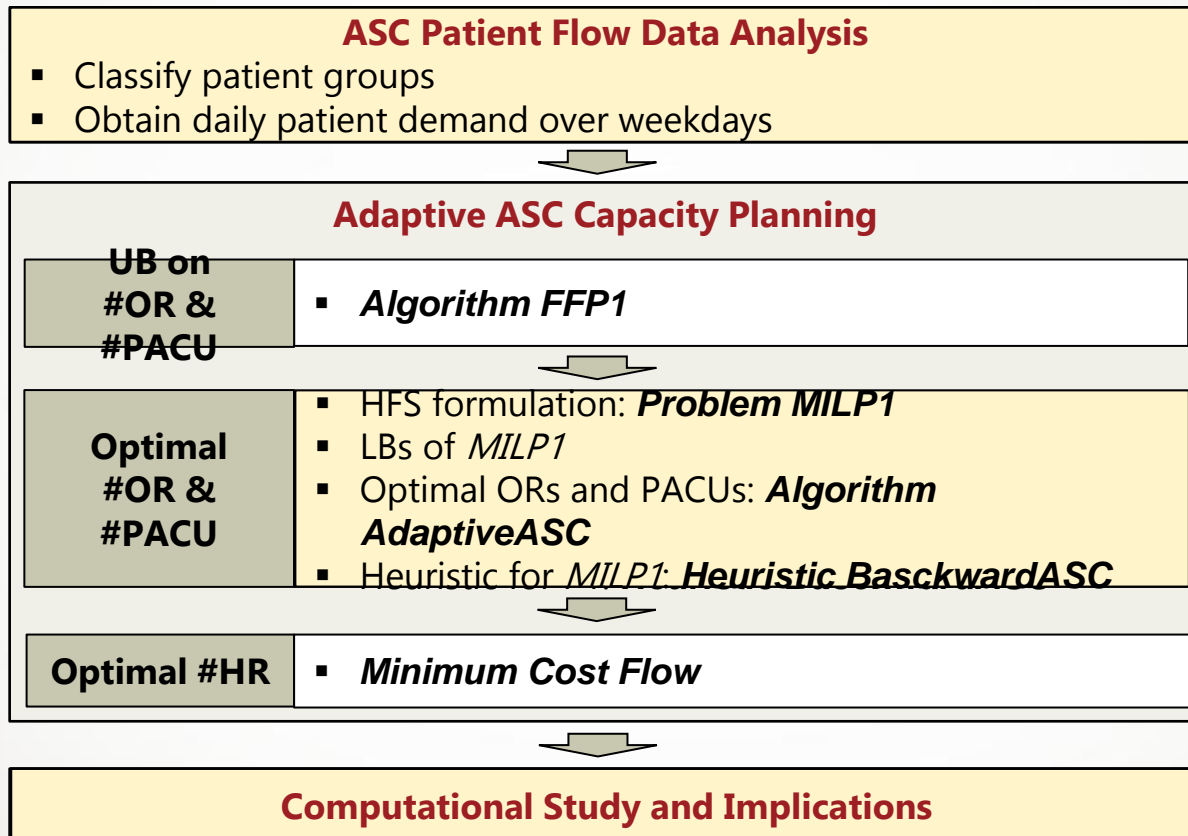 ASC Patient Flow Data Analysis
▪ Classify patient groups
▪ Obtain daily patient demand over weekdays
Adaptive ASC Capacity Planning
UB on
#OR &
#PACU
▪ Algorithm FFP1
Optimal
#OR &
#PACU
▪ HFS formulation: Problem MILP1
▪ LBs of MILP1
▪ Optimal ORs and PACUs: Algorithm
AdaptiveASC
▪ Heuristic for MILP1: Heuristic BasckwardASC
Optimal #HR
▪ Minimum Cost Flow
Computational Study and Implications